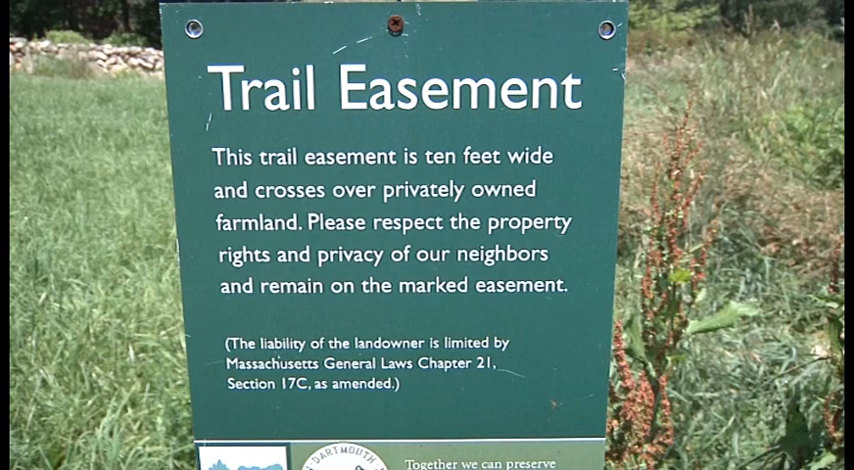 Trail Easement
This trail easement is ten feet wide
and crosses over privately owned
farmland. Please respect the property
rights and privacy of our neighbors
and remain on the marked easement.
(The liability of the landowner is limited by
Massachusetts General Laws Chapter 21,
Section 17C, as amended.)
DARTMOUTH
Together we can preserve